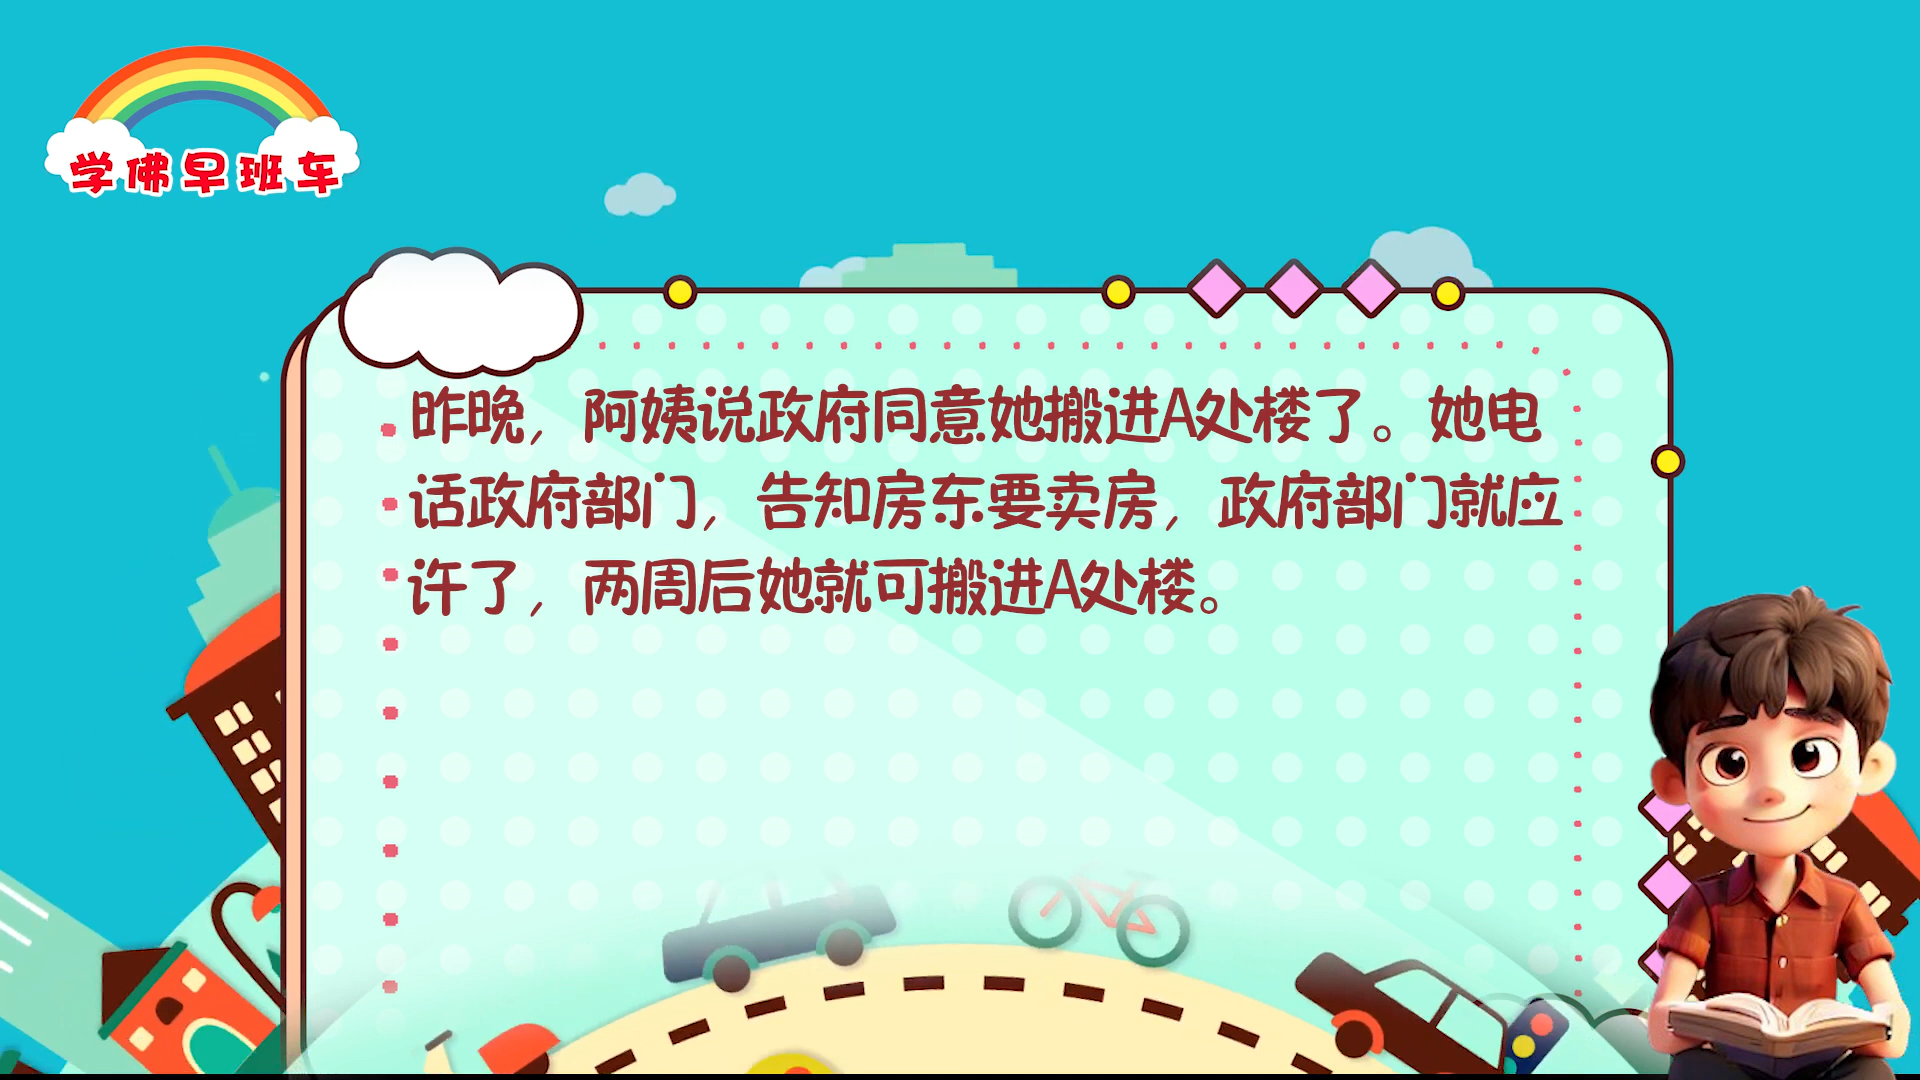 学佛早班车
昨晚，阿姨说政府同意她搬进A处楼了。她电
话政府部门，告知房东要卖房，政府部门就应
许了，两周后她就可搬进A处楼。